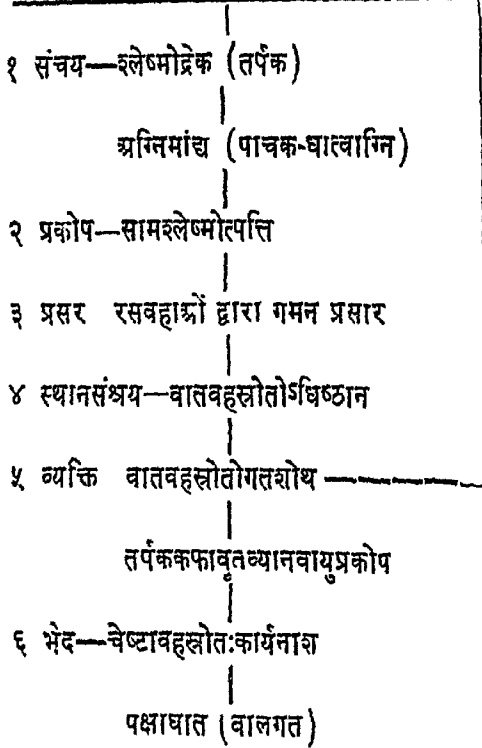 १ संचय—श्लेष्मोद्रेक (तर्पक)
अग्निमांद्य (पाचक-धात्वाग्नि)
२ प्रकोप—सामश्लेष्मोत्पत्ति
३ प्रसर रसवहाओं द्वारा गमन प्रसार
४ स्थानसंश्रय—वातवहस्रोतोऽधिष्ठान
५ व्यक्ति वातवहस्रोतोगतशोथ
तर्पककफावृतव्यानवायुप्रकोप
६ भेद—चेष्टावहस्रोतःकार्यनाश
पक्षाघात (वालगत)